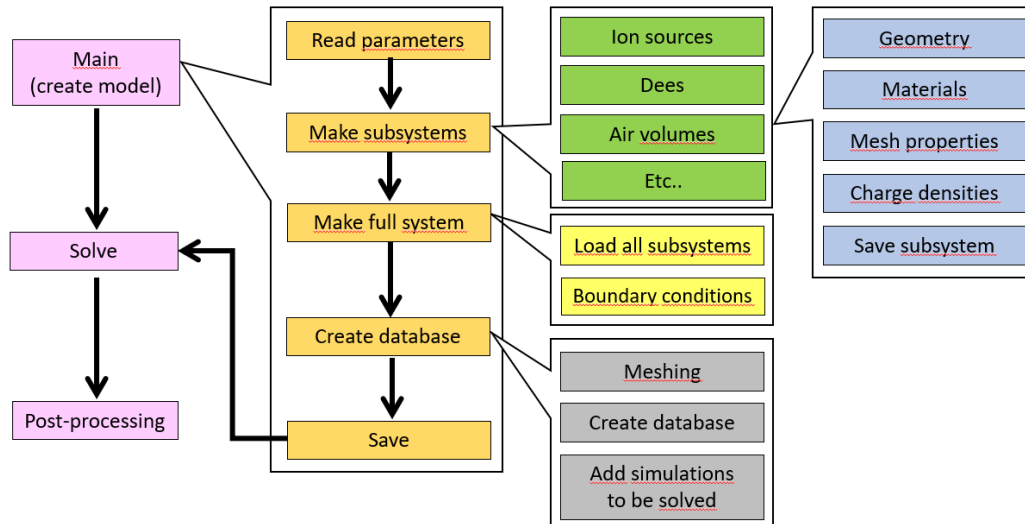 Main
(create model)
Solve
Post-processing
Read parameters
Make subsystems
Make full system
Create database
Save
Ion sources
Dees
Air volumes
Etc..
Load all subsystems
Boundary conditions
Meshing
Create database
Add simulations
to be solved
Geometry
Materials
Mesh properties
Charge densities
Save subsystem